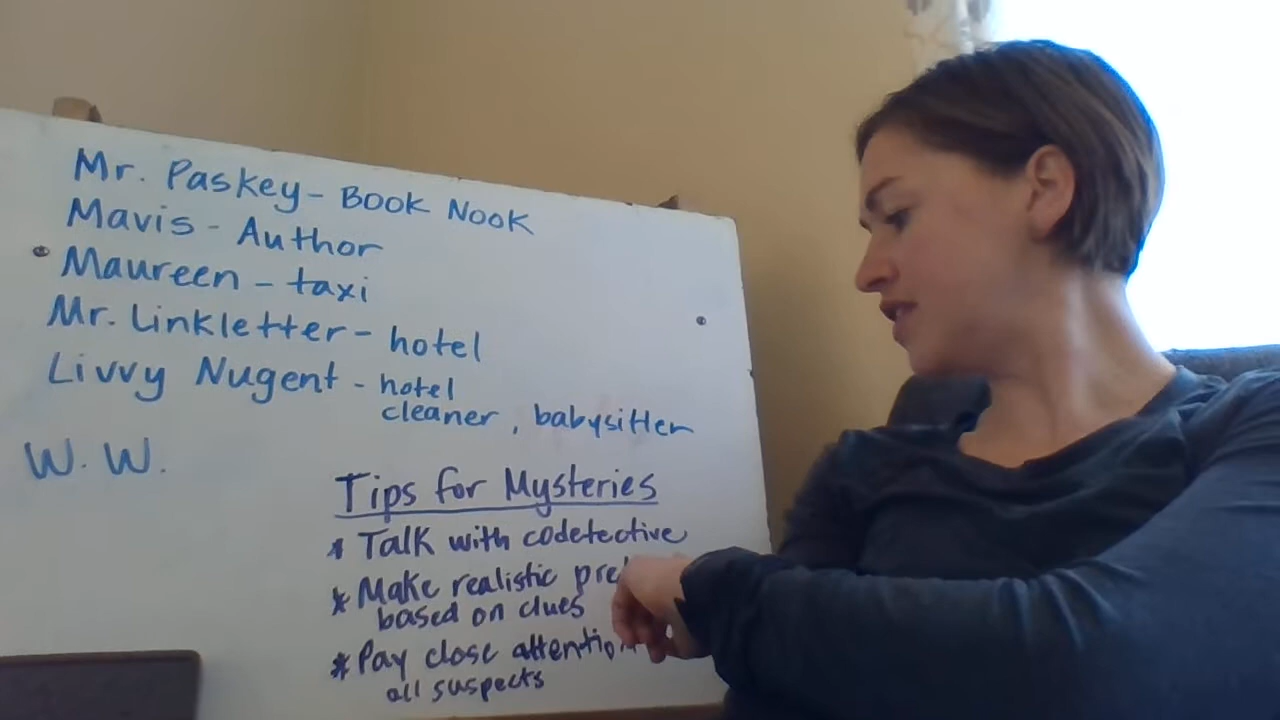 Mr. Paskey - Book Nook
Mavis - Author
Maureen - taxi
Mr. Linkletter - hotel
Livvy Nugent - hotel
cleaner, babysitter
W. W.
Tips for Mysteries
* Talk with codetective
* Make realistic
based on clues
* Pay close
all suspects